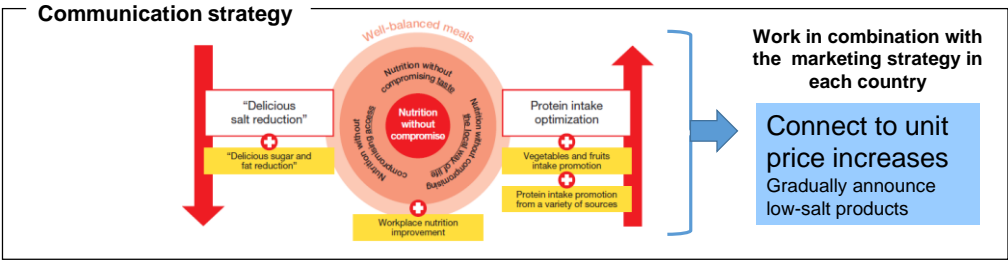 Communication strategy
Well-balanced meals
Nutrition without
compromising taste
Nutrition without
compromising access
Nutrition without compromising
the local way of life
Nutrition
without
compromise
"Delicious
salt reduction"
"Delicious sugar and
fat reduction"
Workplace nutrition
improvement
Protein intake
optimization
Vegetables and fruits
intake promotion
Protein intake promotion
from a variety of sources
Work in combination with
the marketing strategy in
each country
Connect to unit
price increases
Gradually announce
low-salt products